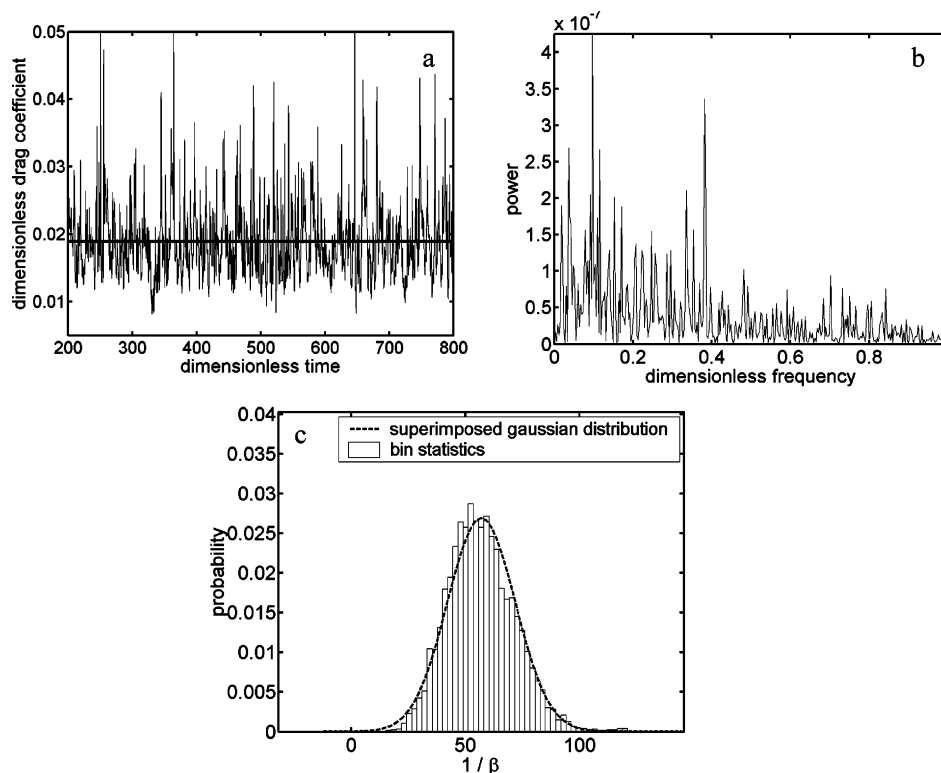 a
0.05
0.04
0.03
0.02
0.01
dimensionless drag coefficient
200 300 400 500 600 700 800
dimensionless time
b
x 10⁻⁷
4
3.5
3
2.5
2
1.5
1
0.5
0
power
0 0.2 0.4 0.6 0.8
dimensionless frequency
c
superimposed gaussian distribution
bin statistics
0.04
0.035
0.03
0.025
0.02
0.015
0.01
0.005
0
probability
0 50 100
1 / β